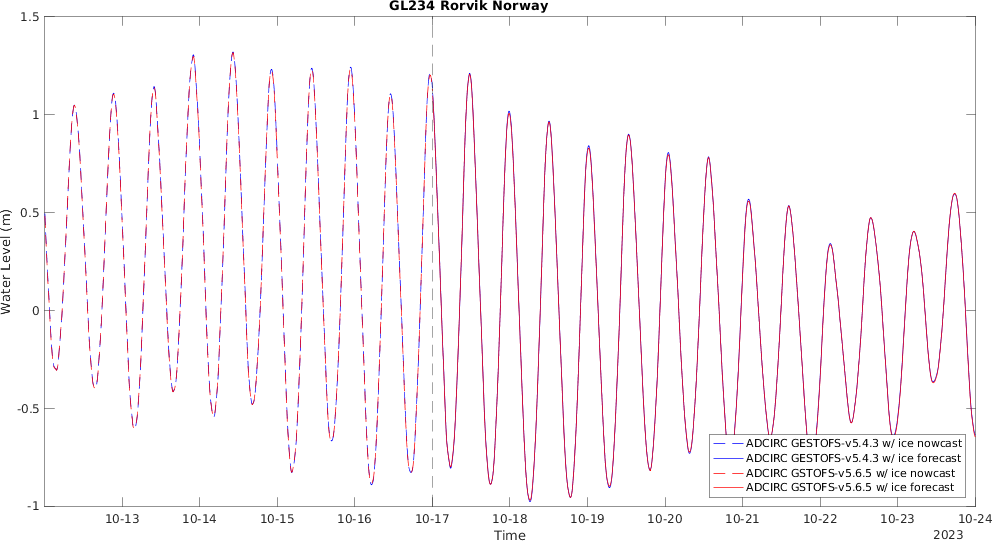 GL234 Rorvik Norway
1.5
1
0.5
0
-0.5
-1
Water Level (m)
10-13 10-14 10-15 10-16 10-17 10-18 10-19 10-20 10-21 10-22 10-23 10-24
Time
2023
ADCIRC GESTOFS-v5.4.3 w/ ice nowcast
ADCIRC GSTOFS-v5.4.3 w/ ice forecast
ADCIRC GSTOFS-v5.6.5 w/ ice nowcast
ADCIRC GSTOFS-v5.6.5 w/ ice forecast